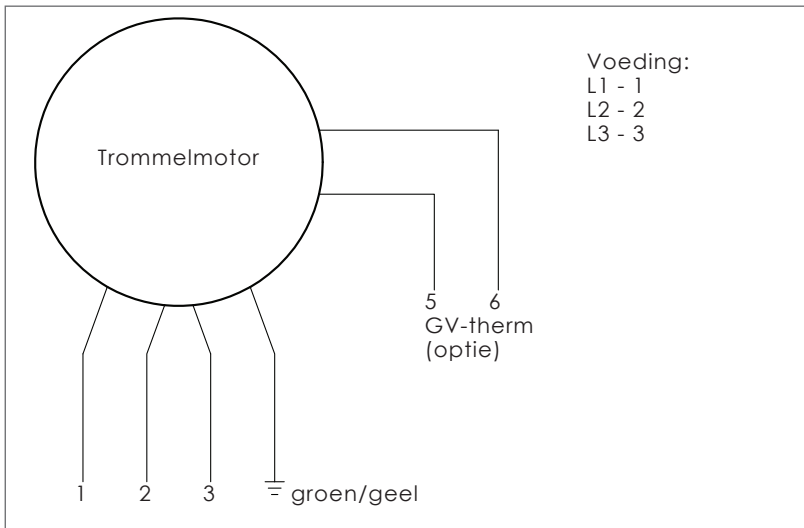 Trommelmotor
Voeding:
L1 - 1
L2 - 2
L3 - 3
5 6
GV-therm
(optie)
1 2 3 groen/geel